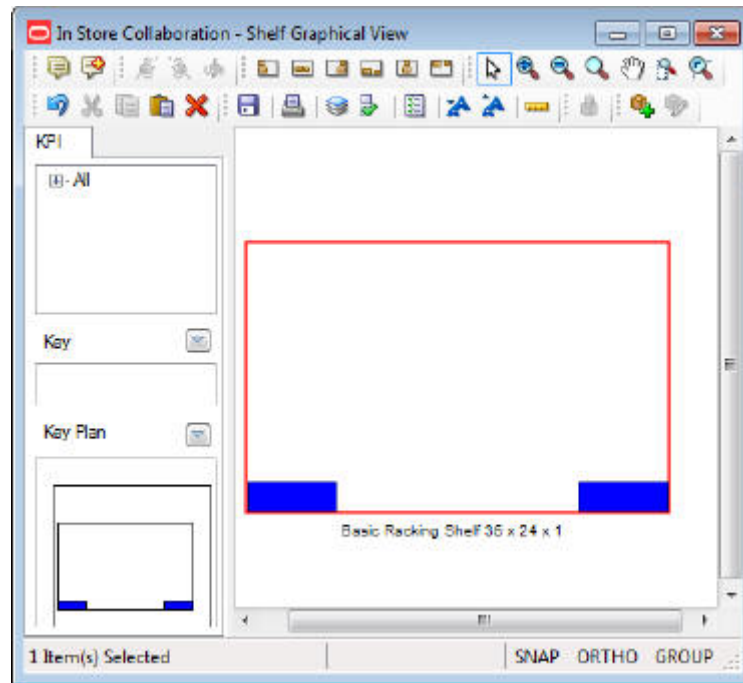 In Store Collaboration - Shelf Graphical View
KPI
All
Key
Key Plan
Basic Racking Shelf 36 x 24 x 1
1 Item(s) Selected
SNAP ORTHO GROUP